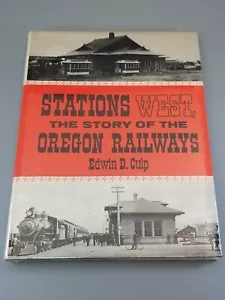 STATIONS WEST,
THE STORY OF THE
OREGON RAILWAYS
Edwin D. Culp